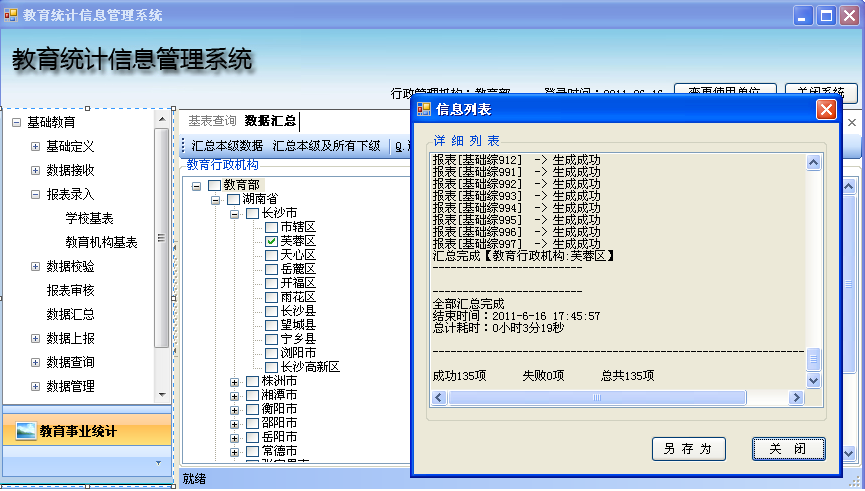 教育统计信息管理系统
教育统计信息管理系统
行政管理机构：教育部 登录时间：2011-06-16 变更使用单位 关闭系统
基础教育
基础定义
数据接收
报表录入
学校基表
教育机构基表
数据校验
报表审核
数据汇总
数据上报
数据查询
数据管理
教育事业统计
基表查询 数据汇总
汇总本级数据 汇总本级及所有下级
教育行政机构
教育部
湖南省
长沙市
市辖区
芙蓉区
天心区
岳麓区
开福区
雨花区
长沙县
望城县
宁乡县
浏阳市
长沙高新区
株洲市
湘潭市
衡阳市
邵阳市
岳阳市
常德市
就绪
信息列表
详细列表
报表[基础综912] -> 生成成功
报表[基础综991] -> 生成成功
报表[基础综992] -> 生成成功
报表[基础综993] -> 生成成功
报表[基础综994] -> 生成成功
报表[基础综995] -> 生成成功
报表[基础综996] -> 生成成功
报表[基础综997] -> 生成成功
汇总完成【教育行政机构:芙蓉区】
-------------------------
-------------------------
全部汇总完成
结束时间：2011-6-16 17:45:57
总计耗时：0小时3分19秒
--------------------------------------------------------------
成功135项 失败0项 总共135项
另存为 关闭